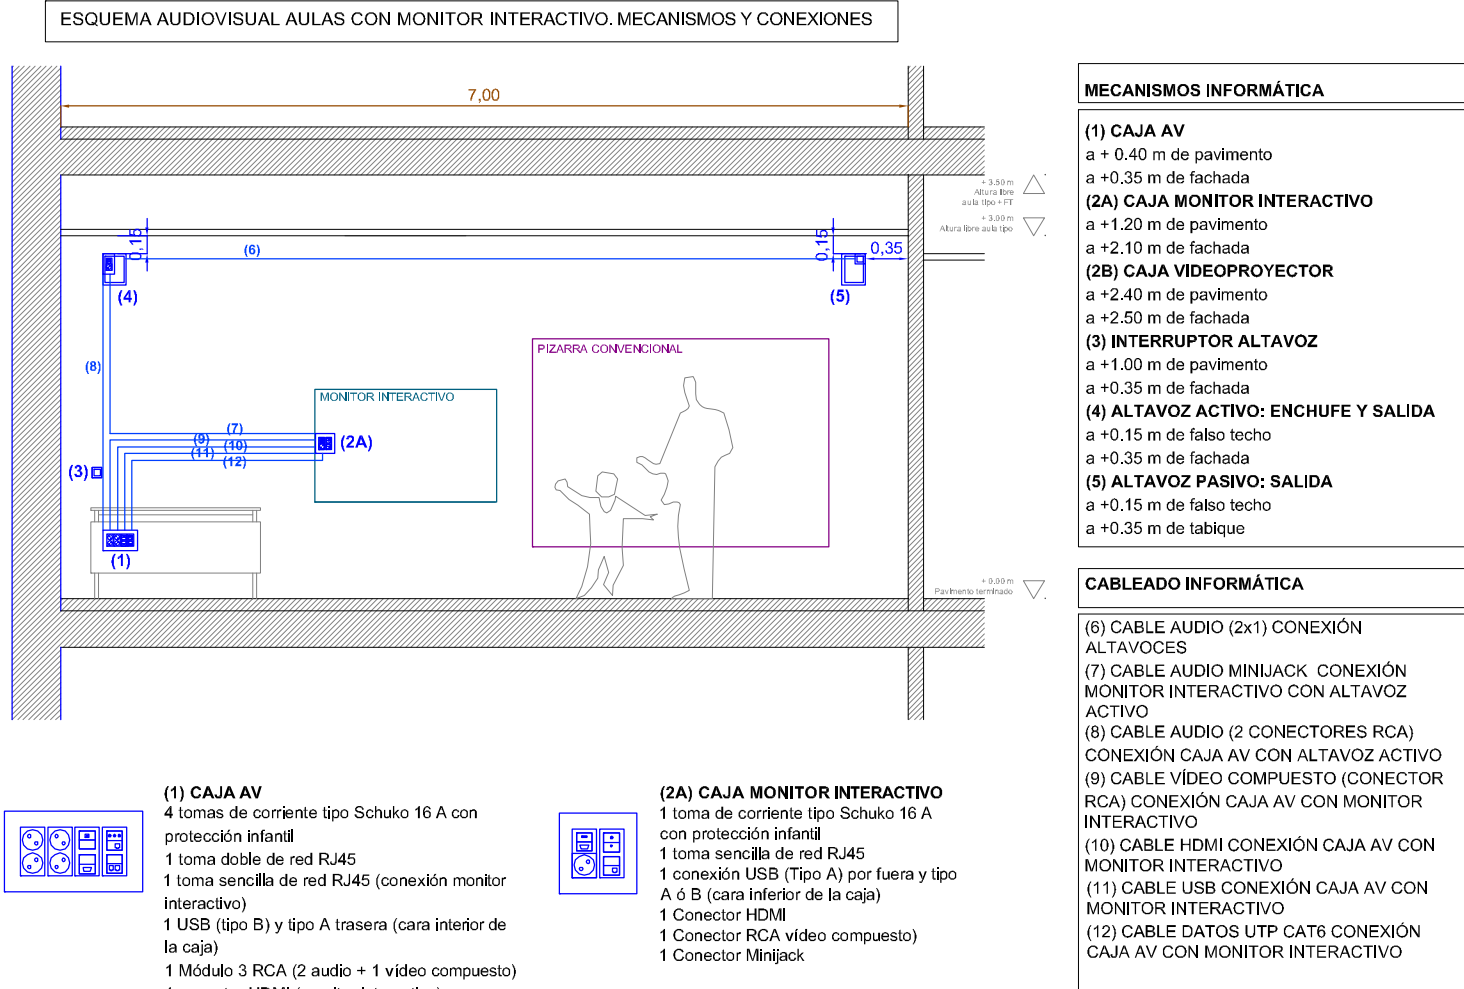 ESQUEMA AUDIOVISUAL AULAS CON MONITOR INTERACTIVO. MECANISMOS Y CONEXIONES
7,00
+ 3.50 m
Altura libre
aula tipo + FT
+ 3.00 m
Altura libre aula tipo
0,15
(6)
0,15
0,35
(4)
(5)
(8)
PIZARRA CONVENCIONAL
MONITOR INTERACTIVO
(7)
(9)
(10)
(11)
(12)
(2A)
(3)
(1)
+ 0.00 m
Pavimento terminado
MECANISMOS INFORMÁTICA
(1) CAJA AV
a + 0.40 m de pavimento
a +0.35 m de fachada
(2A) CAJA MONITOR INTERACTIVO
a +1.20 m de pavimento
a +2.10 m de fachada
(2B) CAJA VIDEOPROYECTOR
a +2.40 m de pavimento
a +2.50 m de fachada
(3) INTERRUPTOR ALTAVOZ
a +1.00 m de pavimento
a +0.35 m de fachada
(4) ALTAVOZ ACTIVO: ENCHUFE Y SALIDA
a +0.15 m de falso techo
a +0.35 m de fachada
(5) ALTAVOZ PASIVO: SALIDA
a +0.15 m de falso techo
a +0.35 m de tabique
CABLEADO INFORMÁTICA
(6) CABLE AUDIO (2x1) CONEXIÓN
ALTAVOCES
(7) CABLE AUDIO MINIJACK CONEXIÓN
MONITOR INTERACTIVO CON ALTAVOZ
ACTIVO
(8) CABLE AUDIO (2 CONECTORES RCA)
CONEXIÓN CAJA AV CON ALTAVOZ ACTIVO
(9) CABLE VÍDEO COMPUESTO (CONECTOR
RCA) CONEXIÓN CAJA AV CON MONITOR
INTERACTIVO
(10) CABLE HDMI CONEXIÓN CAJA AV CON
MONITOR INTERACTIVO
(11) CABLE USB CONEXIÓN CAJA AV CON
MONITOR INTERACTIVO
(12) CABLE DATOS UTP CAT6 CONEXIÓN
CAJA AV CON MONITOR INTERACTIVO
(1) CAJA AV
4 tomas de corriente tipo Schuko 16 A con
protección infantil
1 toma doble de red RJ45
1 toma sencilla de red RJ45 (conexión monitor
interactivo)
1 USB (tipo B) y tipo A trasera (cara interior de
la caja)
1 Módulo 3 RCA (2 audio + 1 vídeo compuesto)
(2A) CAJA MONITOR INTERACTIVO
1 toma de corriente tipo Schuko 16 A
con protección infantil
1 toma sencilla de red RJ45
1 conexión USB (Tipo A) por fuera y tipo
A ó B (cara inferior de la caja)
1 Conector HDMI
1 Conector RCA vídeo compuesto)
1 Conector Minijack